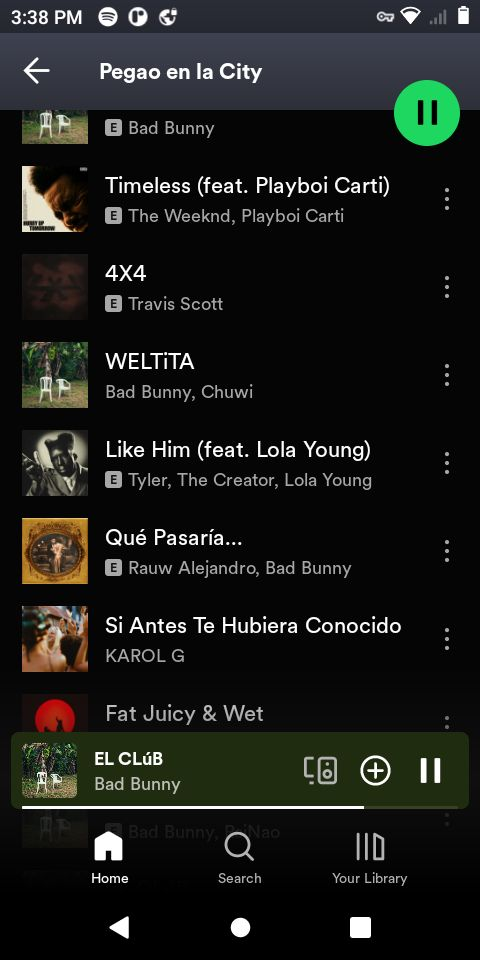 3:38 PM
Pegao en la City
E Bad Bunny
Timeless (feat. Playboi Carti)
E The Weeknd, Playboi Carti
HURRY UP
TOMORROW
4X4
E Travis Scott
WELTiTA
Bad Bunny, Chuwi
Like Him (feat. Lola Young)
E Tyler, The Creator, Lola Young
Qué Pasaría...
E Rauw Alejandro, Bad Bunny
Si Antes Te Hubiera Conocido
KAROL G
Fat Juicy & Wet
EL CLúB
Bad Bunny
E Bad Bunny, RaiNao
Home
Search
Your Library